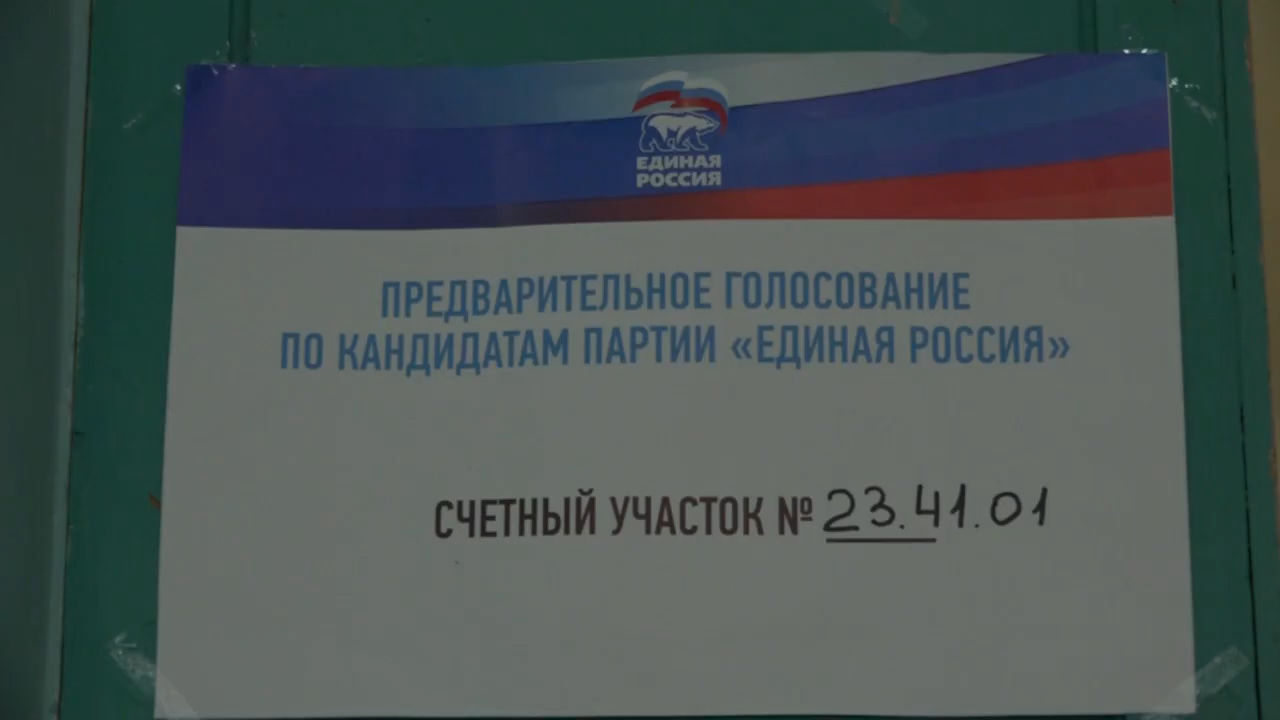 ЕДИНАЯ
РОССИЯ
ПРЕДВАРИТЕЛЬНОЕ ГОЛОСОВАНИЕ
ПО КАНДИДАТАМ ПАРТИИ «ЕДИНАЯ РОССИЯ»
СЧЕТНЫЙ УЧАСТОК № 23.41.01